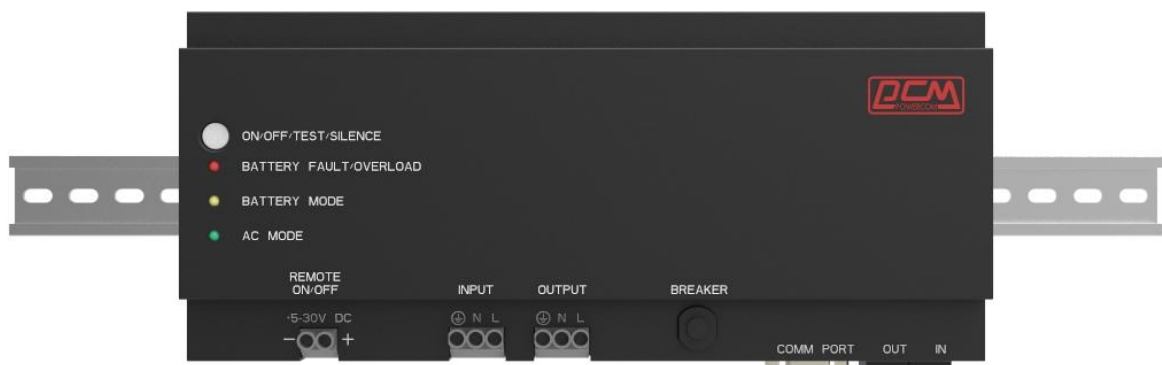 PCM
POWERCOM
ON/OFF/TEST/SILENCE
BATTERY FAULT/OVERLOAD
BATTERY MODE
AC MODE
REMOTE
ON/OFF
INPUT
OUTPUT
BREAKER
+5-30V DC
N L
N L
− +
COMM PORT
OUT
IN